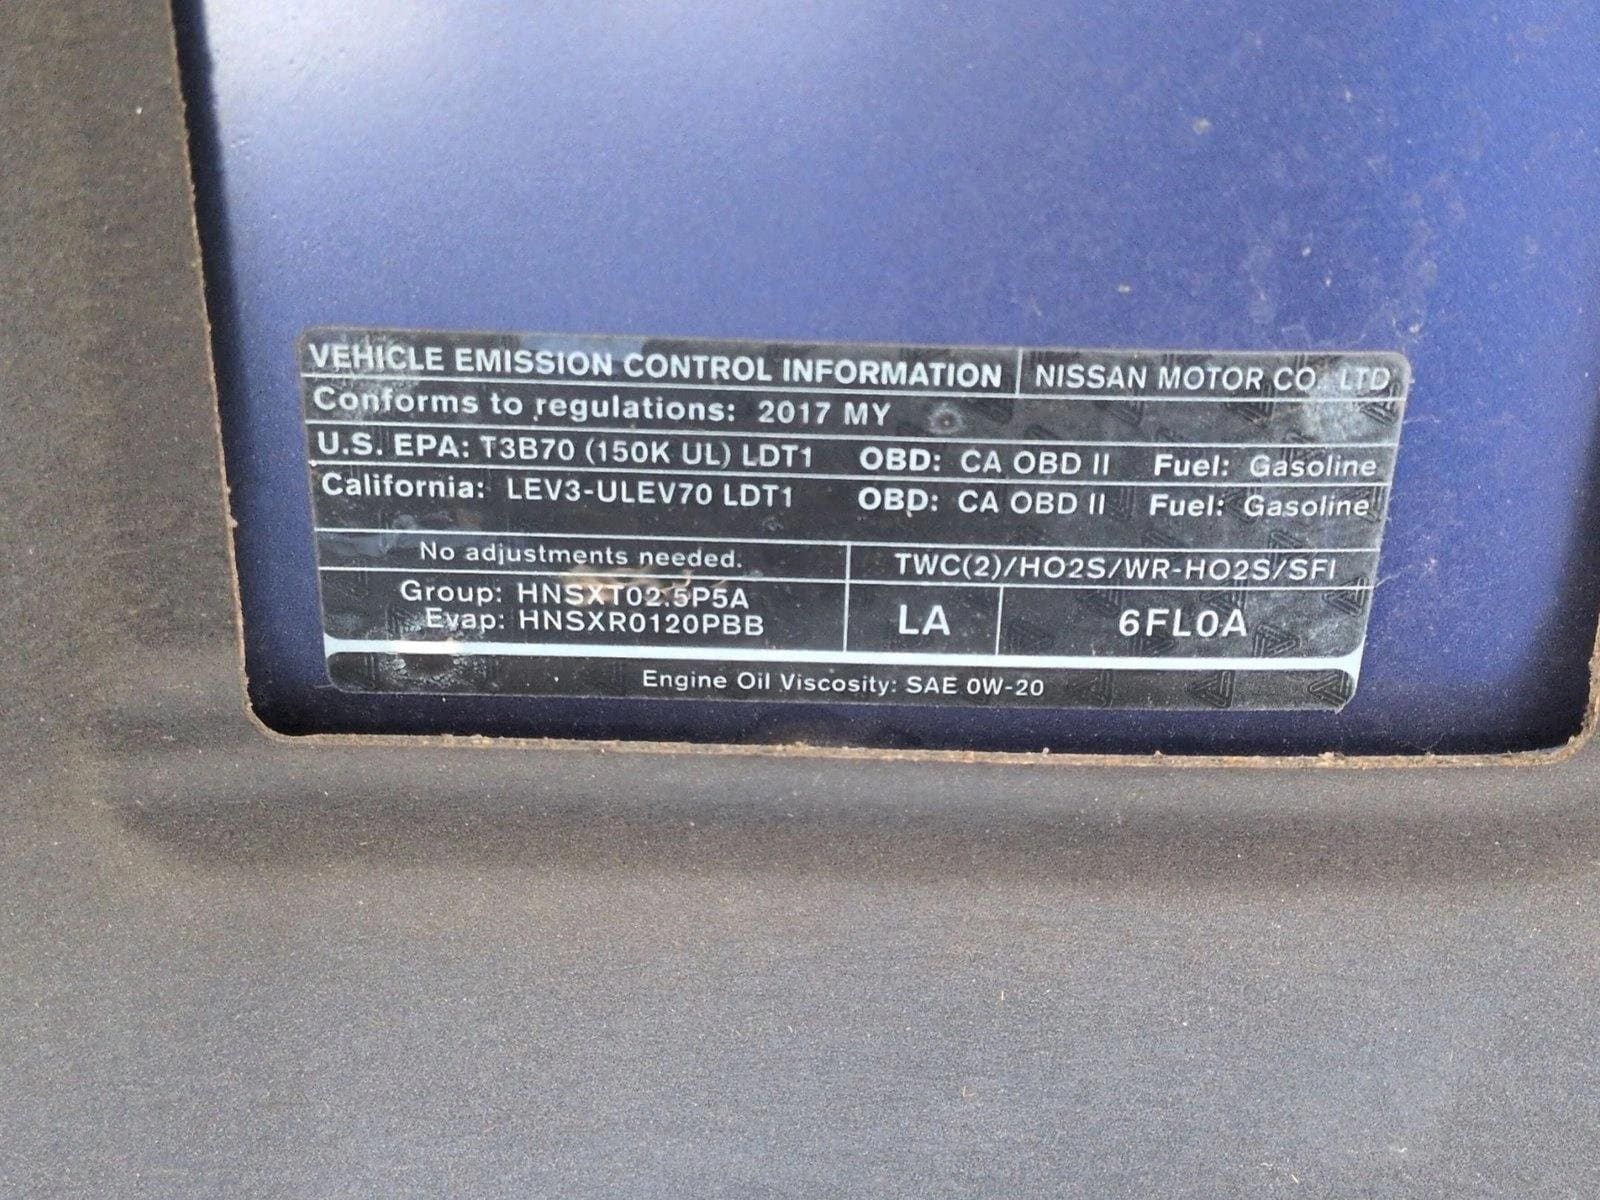 VEHICLE EMISSION CONTROL INFORMATION NISSAN MOTOR CO., LTD
Conforms to regulations: 2017 MY
U.S. EPA: T3B70 (150K UL) LDT1 OBD: CA OBD II Fuel: Gasoline
California: LEV3-ULEV70 LDT1 OBD: CA OBD II Fuel: Gasoline
No adjustments needed. TWC(2)/HO2S/WR-HO2S/SFI
Group: HNSXT02.5P5A
Evap: HNSXR0120PBB LA 6FL0A
Engine Oil Viscosity: SAE 0W-20